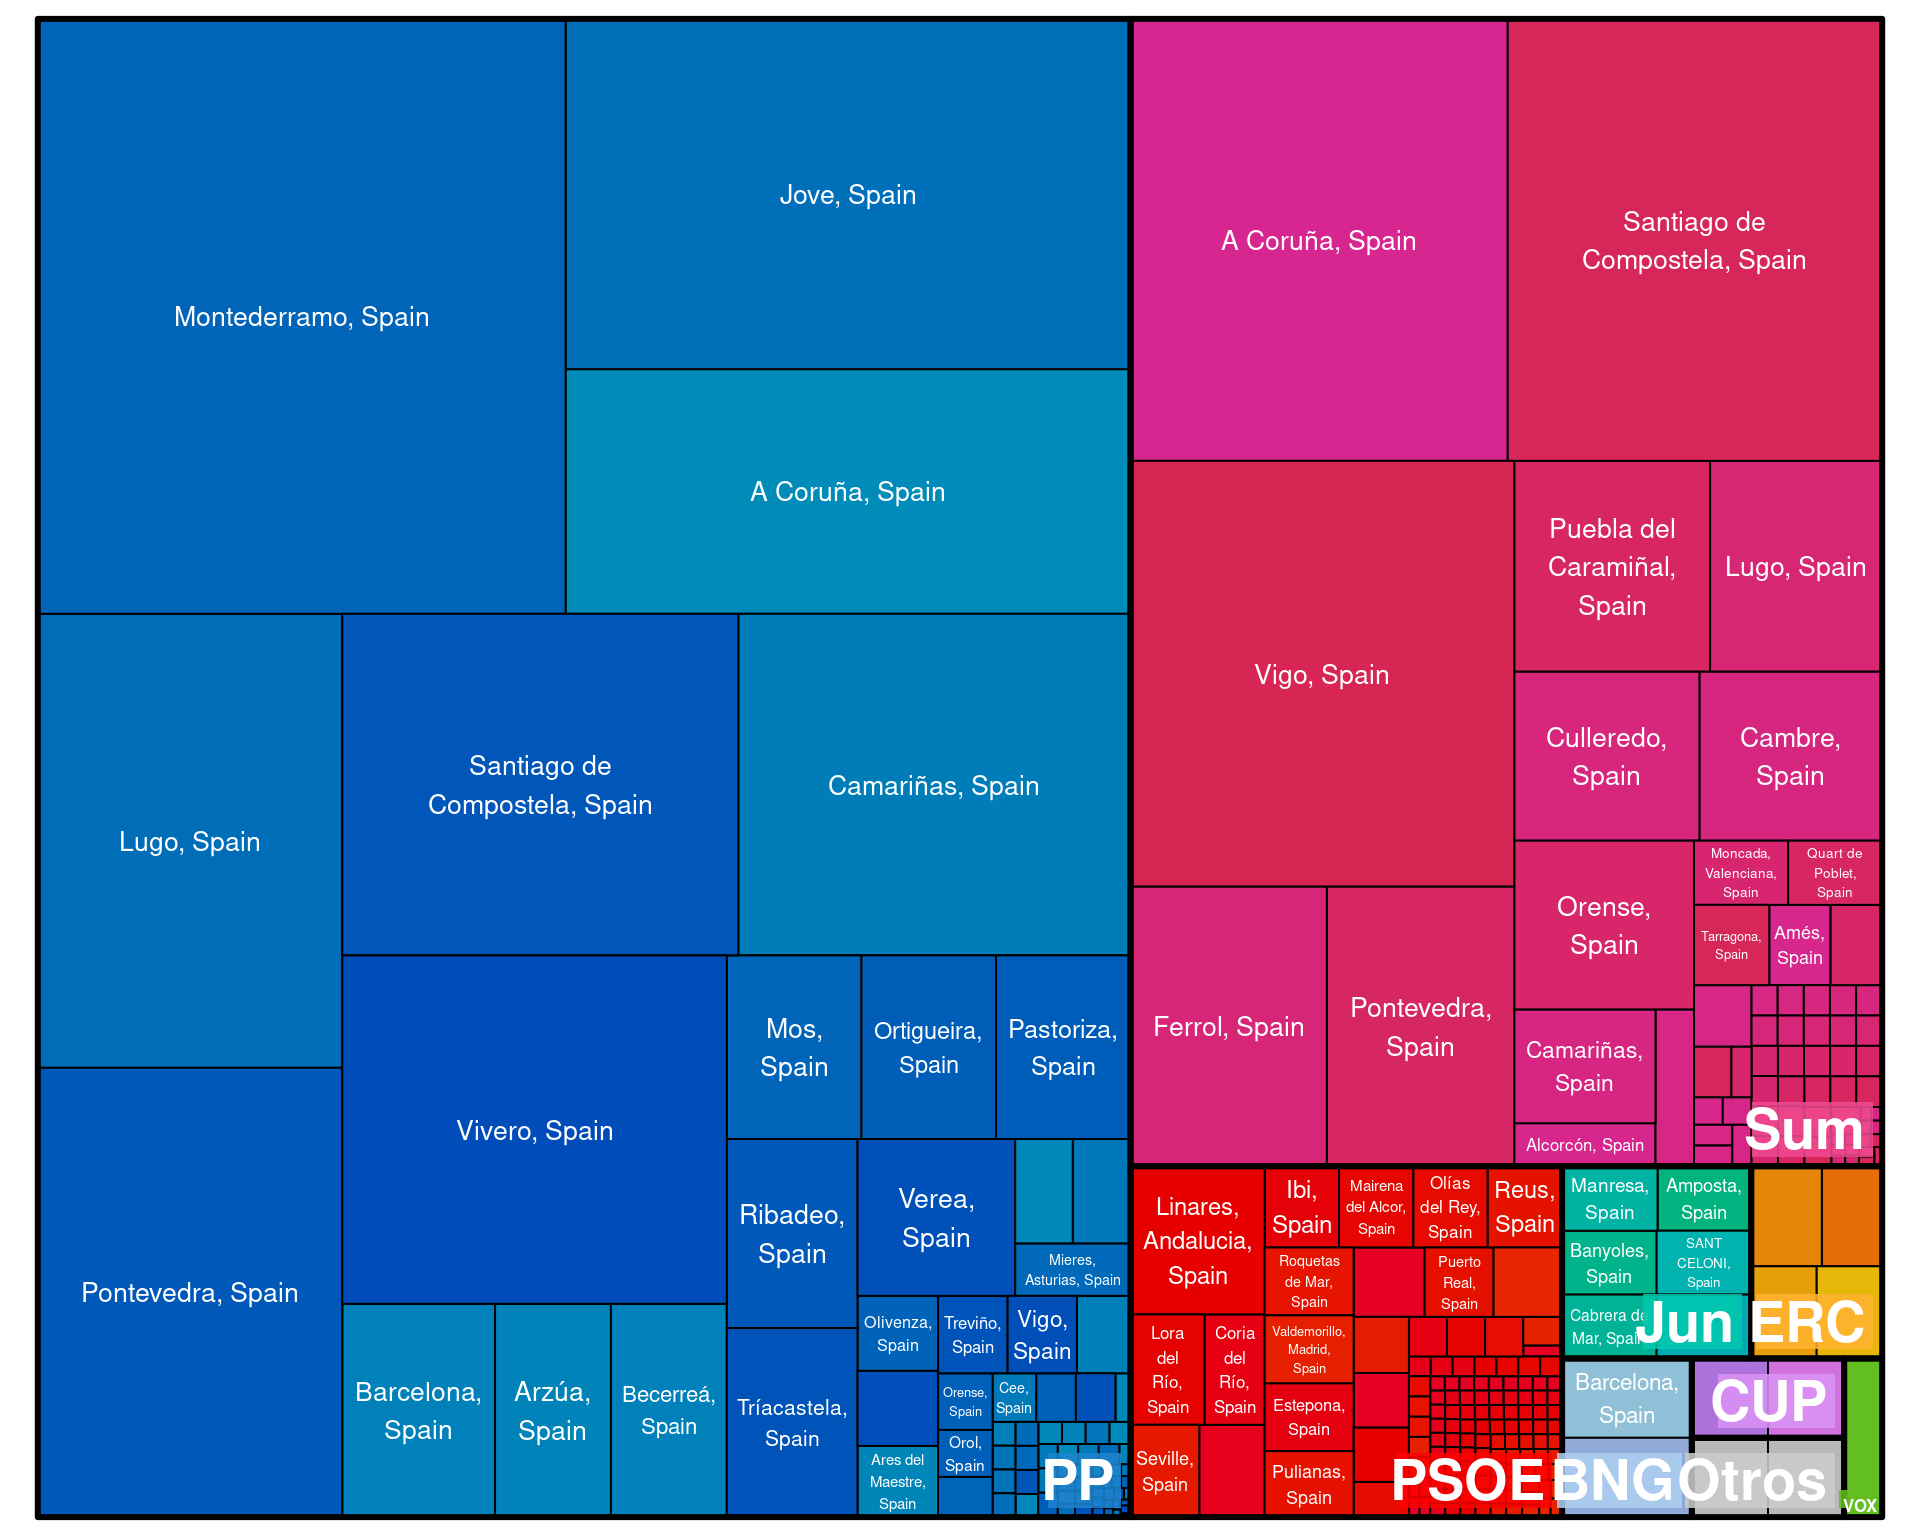 Montederramo, Spain
Jove, Spain
A Coruña, Spain
Lugo, Spain
Pontevedra, Spain
Santiago de
Compostela, Spain
Camariñas, Spain
Vivero, Spain
Barcelona,
Spain
Arzúa,
Spain
Becerreá,
Spain
Mos,
Spain
Ortigueira,
Spain
Pastoriza,
Spain
Ribadeo,
Spain
Tríacastela,
Spain
Verea,
Spain
Mieres,
Asturias, Spain
Olivenza,
Spain
Treviño,
Spain
Vigo,
Spain
Ares del
Maestre,
Spain
Orense,
Spain
Cee,
Spain
Orol,
Spain
PP
A Coruña, Spain
Santiago de
Compostela, Spain
Vigo, Spain
Puebla del
Caramiñal,
Spain
Lugo, Spain
Culleredo,
Spain
Cambre,
Spain
Ferrol, Spain
Pontevedra,
Spain
Orense,
Spain
Moncada,
Valenciana,
Spain
Quart de
Poblet,
Spain
Tarragona,
Spain
Amés,
Spain
Camariñas,
Spain
Alcorcón, Spain
Sum
Linares,
Andalucia,
Spain
Ibi,
Spain
Mairena
del Alcor,
Spain
Olías
del Rey,
Spain
Reus,
Spain
Roquetas
de Mar,
Spain
Puerto
Real,
Spain
Lora
del
Río,
Spain
Coria
del
Río,
Spain
Valdemorillo,
Madrid,
Spain
Estepona,
Spain
Seville,
Spain
Pulianas,
Spain
PSOE
Manresa,
Spain
Amposta,
Spain
Banyoles,
Spain
SANT
CELONI,
Spain
Cabrera de
Mar, Spain
Jun
ERC
Barcelona,
Spain
BNG
CUP
Otros
VOX